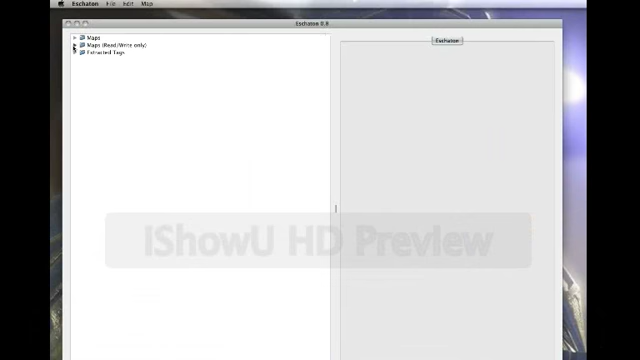 Eschaton File Edit Map
Eschaton 0.8
Maps
Maps (Read/Write only)
Extracted Tags
Eschaton
IShowU HD Preview